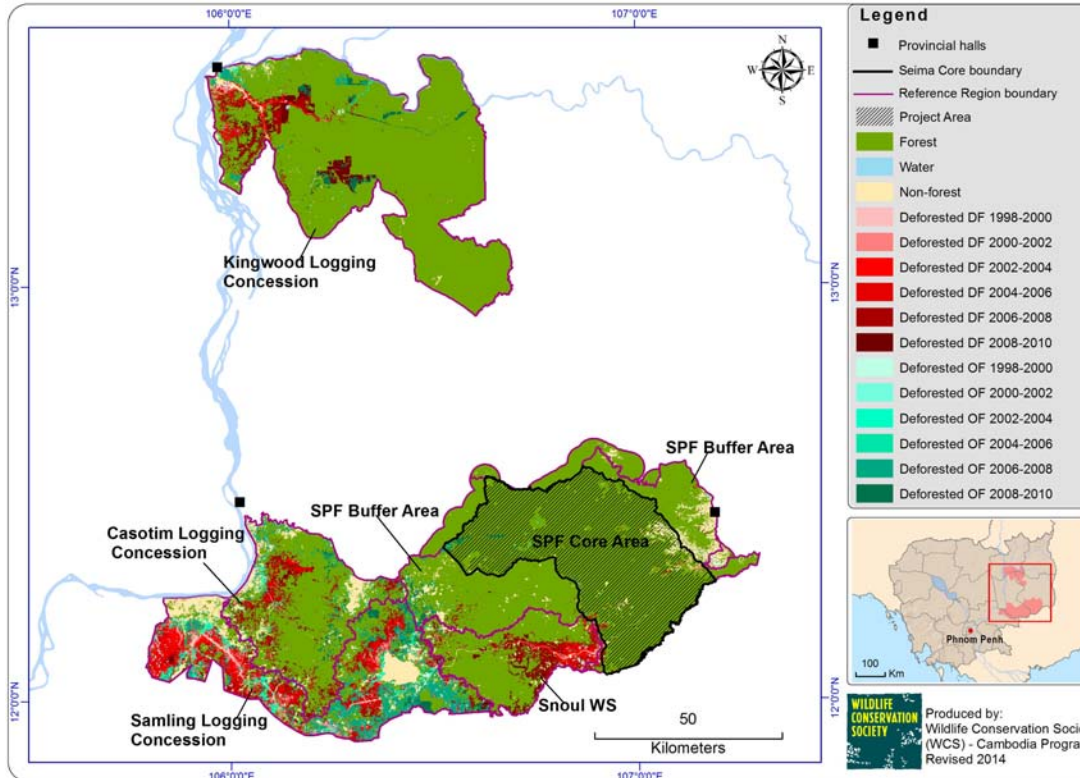 106°0'0"E
107°0'0"E
N
W
E
S
13°0'0"N
13°0'0"N
Kingwood Logging
Concession
SPF Buffer Area
SPF Buffer Area
Casotim Logging
Concession
SPF Core Area
12°0'0"N
12°0'0"N
Snoul WS
Samling Logging
Concession
50
Kilometers
106°0'0"E
107°0'0"E
Legend
Provincial halls
Seima Core boundary
Reference Region boundary
Project Area
Forest
Water
Non-forest
Deforested DF 1998-2000
Deforested DF 2000-2002
Deforested DF 2002-2004
Deforested DF 2004-2006
Deforested DF 2006-2008
Deforested DF 2008-2010
Deforested OF 1998-2000
Deforested OF 2000-2002
Deforested OF 2002-2004
Deforested OF 2004-2006
Deforested OF 2006-2008
Deforested OF 2008-2010
Phnom Penh
100
Km
WILDLIFE
CONSERVATION
SOCIETY
Produced by:
Wildlife Conservation Socie
(WCS) - Cambodia Progra
Revised 2014